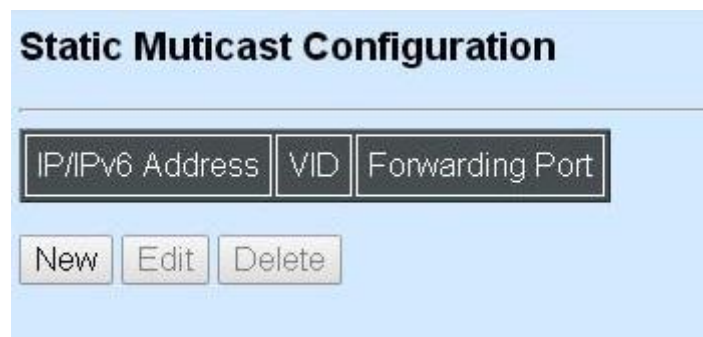 Static Muticast Configuration
IP/IPv6 Address VID Forwarding Port
New Edit Delete